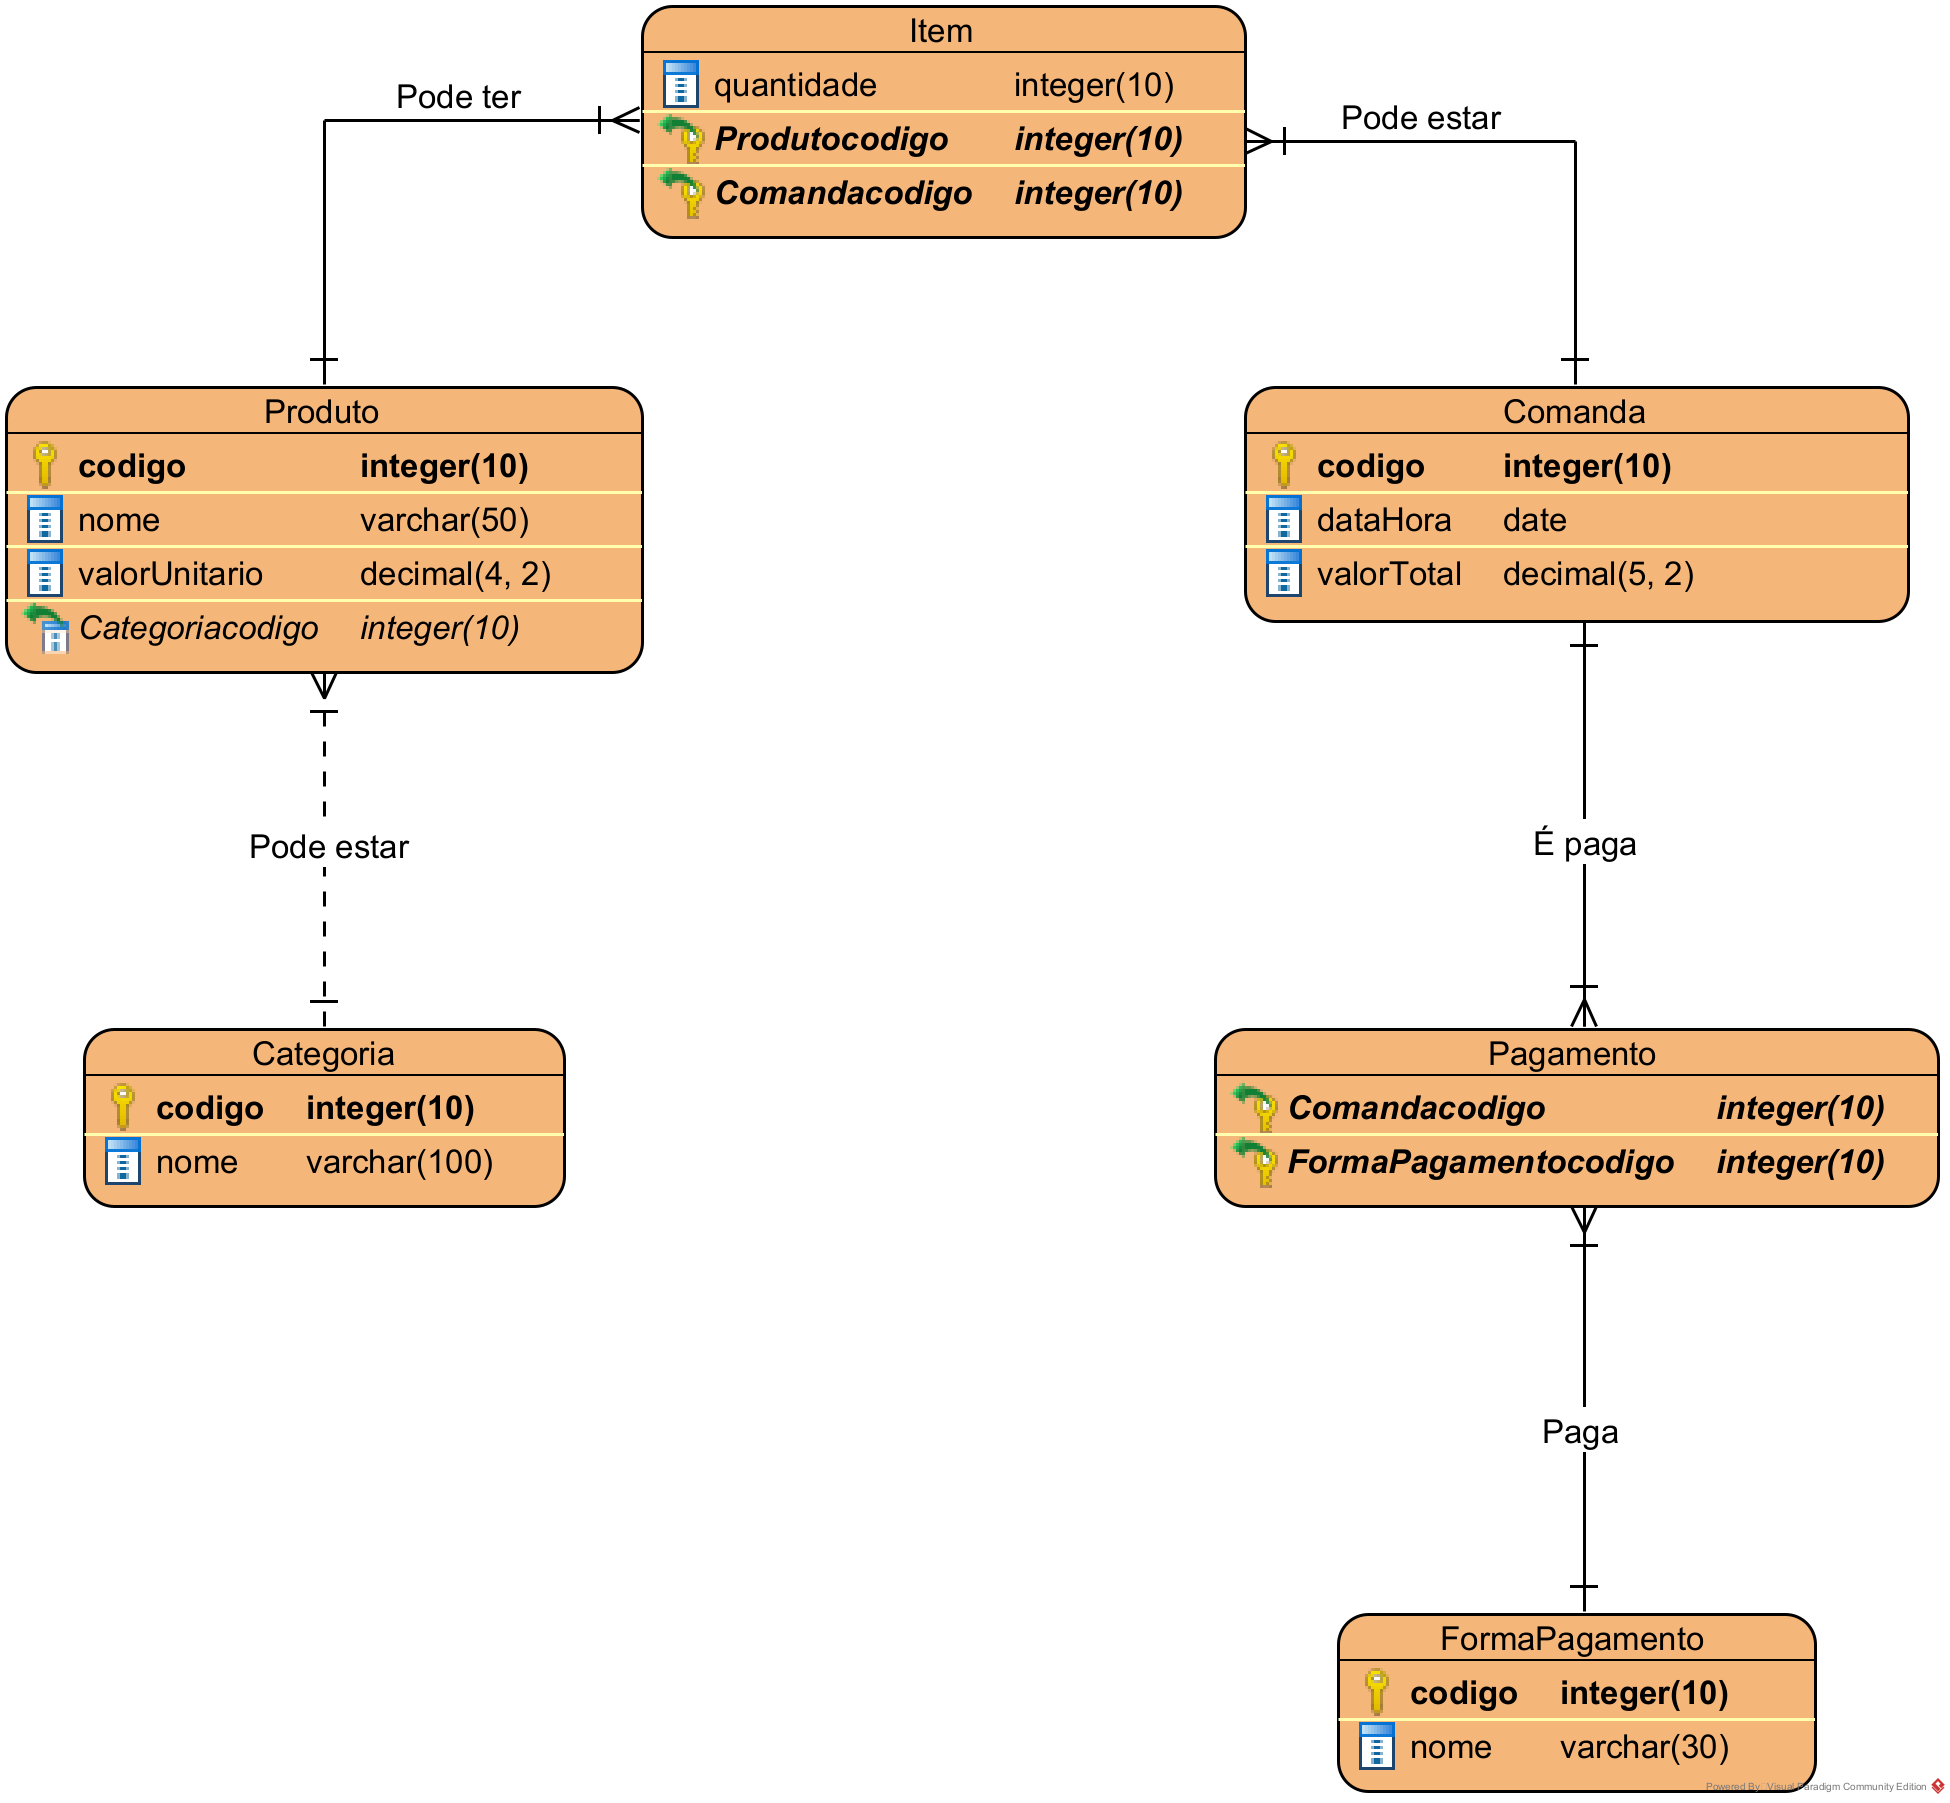 Item
quantidade integer(10)
Produtocodigo integer(10)
Comandacodigo integer(10)
Pode ter
Pode estar
Produto
codigo integer(10)
nome varchar(50)
valorUnitario decimal(4, 2)
Categoriacodigo integer(10)
Comanda
codigo integer(10)
dataHora date
valorTotal decimal(5, 2)
Pode estar
É paga
Categoria
codigo integer(10)
nome varchar(100)
Pagamento
Comandacodigo integer(10)
FormaPagamentocodigo integer(10)
Paga
FormaPagamento
codigo integer(10)
nome varchar(30)
Powered By Visual Paradigm Community Edition